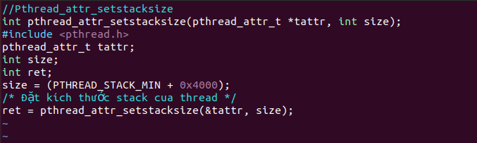 //Pthread_attr_setstacksize
int pthread_attr_setstacksize(pthread_attr_t *tattr, int size);
#include <pthread.h>
pthread_attr_t tattr;
int size;
int ret;
size = (PTHREAD_STACK_MIN + 0x4000);
/* Đặt kích thước stack cua thread */
ret = pthread_attr_setstacksize(&tattr, size);
~
~